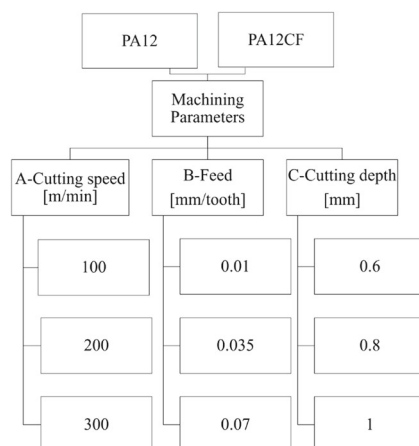 PA12
PA12CF
Machining
Parameters
A-Cutting speed
[m/min]
B-Feed
[mm/tooth]
C-Cutting depth
[mm]
100
0.01
0.6
200
0.035
0.8
300
0.07
1